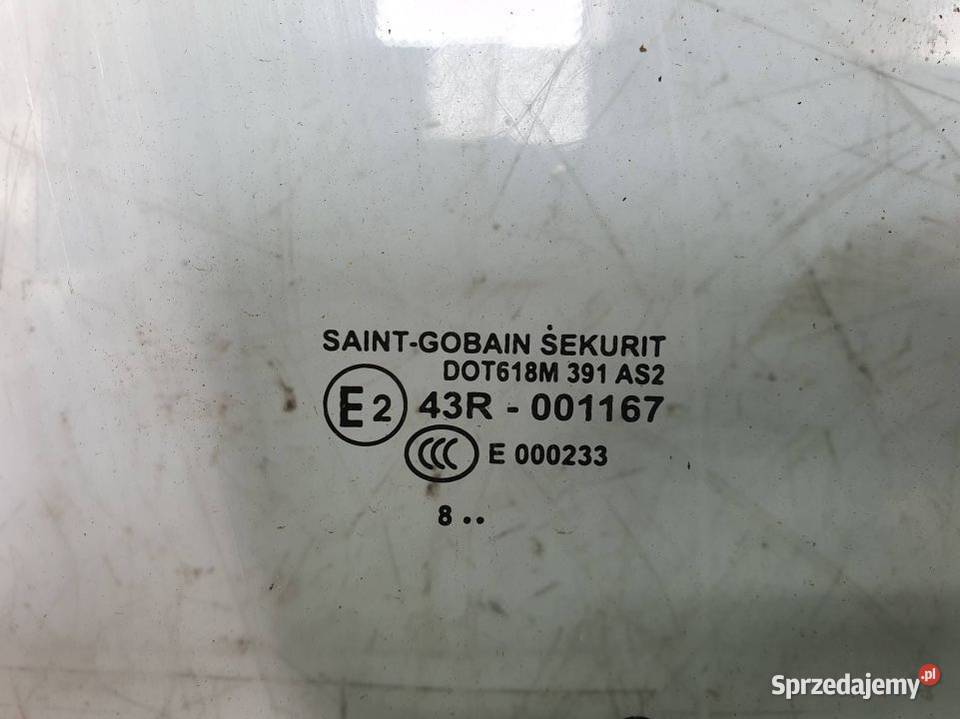 SAINT-GOBAIN SEKURIT
DOT618M 391 AS2
E2 43R - 001167
CCC E 000233
8 ..
Sprzedajemy.pl